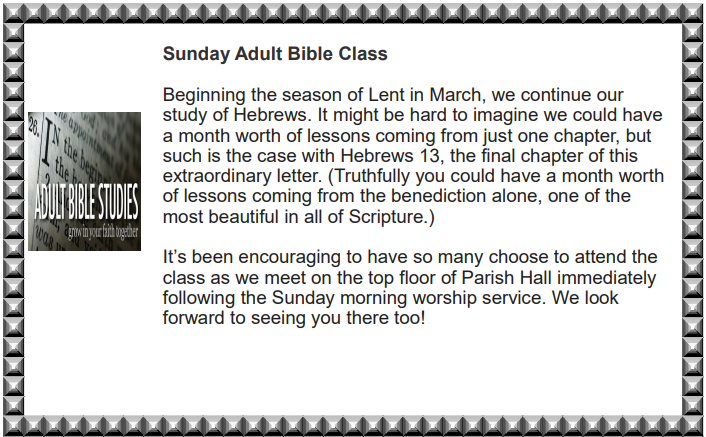 Sunday Adult Bible Class
Beginning the season of Lent in March, we continue our
study of Hebrews. It might be hard to imagine we could have
a month worth of lessons coming from just one chapter, but
such is the case with Hebrews 13, the final chapter of this
extraordinary letter. (Truthfully you could have a month worth
of lessons coming from the benediction alone, one of the
most beautiful in all of Scripture.)
It’s been encouraging to have so many choose to attend the
class as we meet on the top floor of Parish Hall immediately
following the Sunday morning worship service. We look
forward to seeing you there too!
26.
IN
the
ADULT BIBLE STUDIES
grow in your faith together